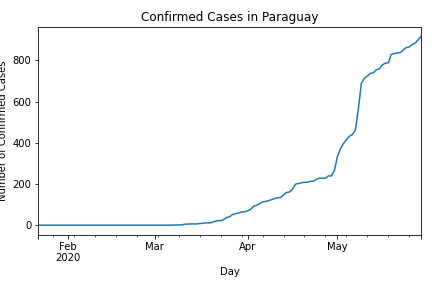 Confirmed Cases in Paraguay
Number of Confirmed Cases
800
600
400
200
0
Feb
2020
Mar
Apr
May
Day